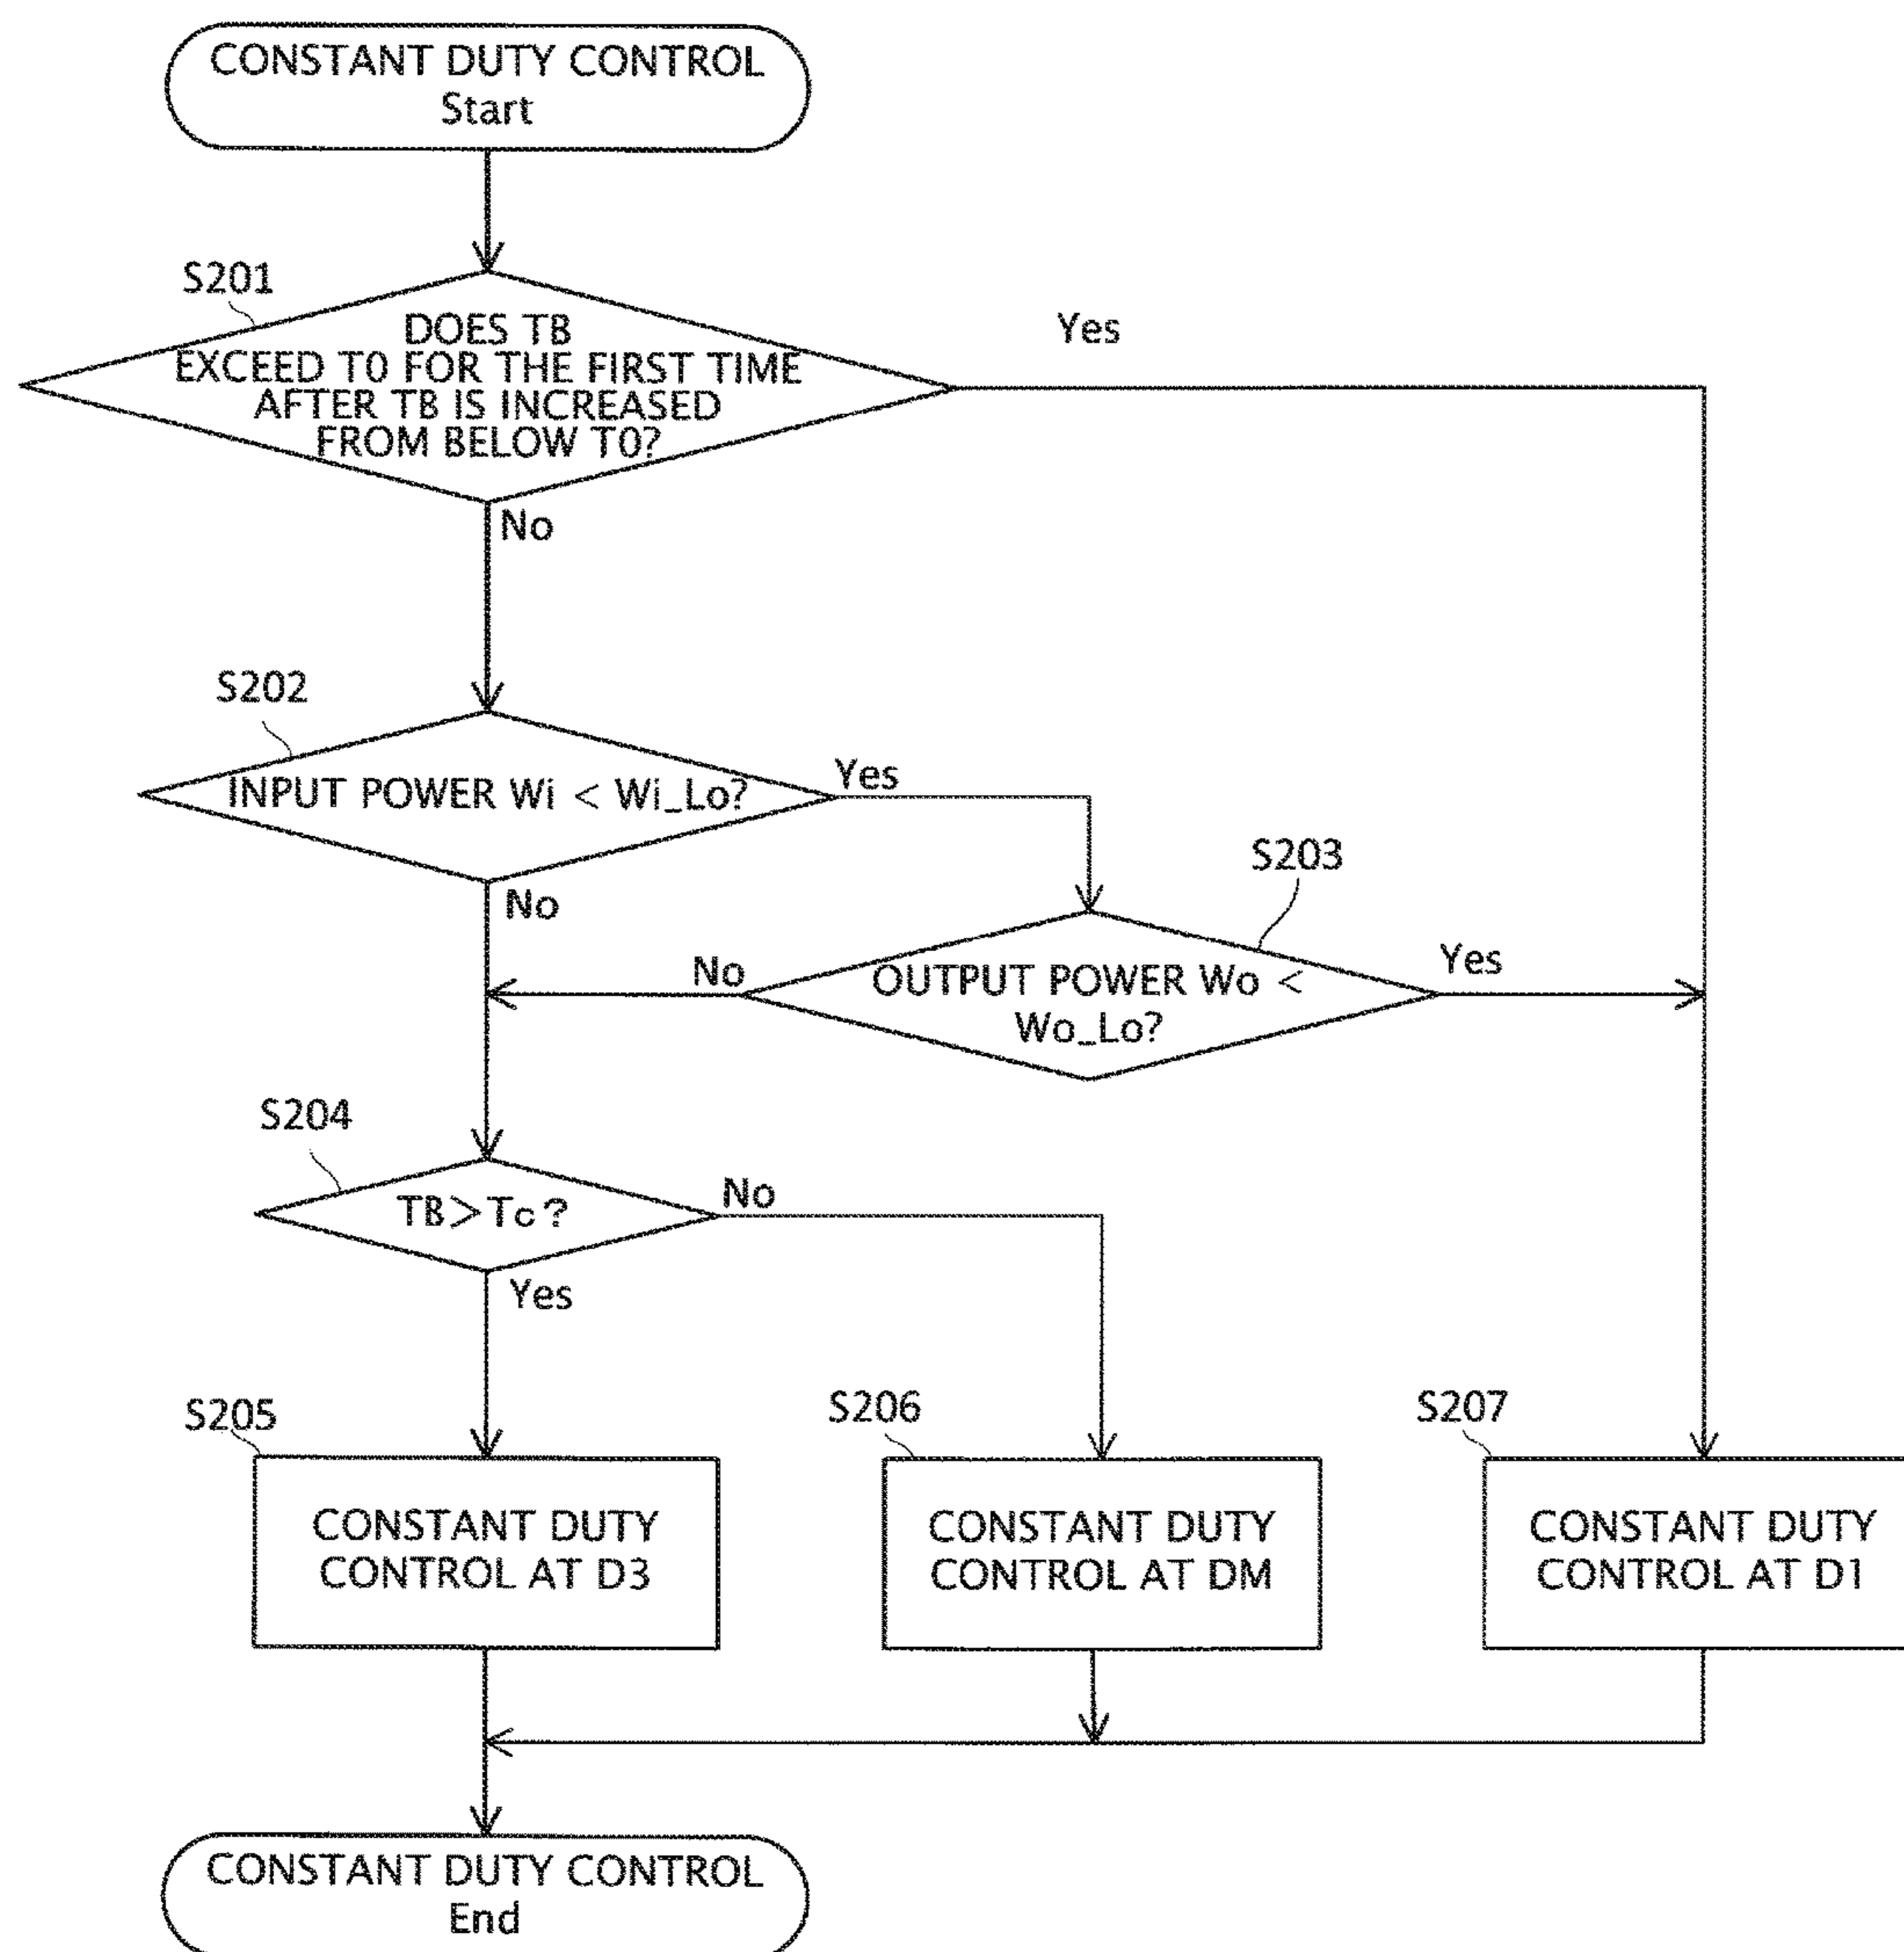 CONSTANT DUTY CONTROL
Start
S201
DOES TB
EXCEED T0 FOR THE FIRST TIME
AFTER TB IS INCREASED
FROM BELOW T0?
Yes
No
S202
INPUT POWER Wi < Wi_Lo?
Yes
No
S203
OUTPUT POWER Wo <
Wo_Lo?
No
Yes
S204
TB>Tc?
No
Yes
S205
CONSTANT DUTY
CONTROL AT D3
S206
CONSTANT DUTY
CONTROL AT DM
S207
CONSTANT DUTY
CONTROL AT D1
CONSTANT DUTY CONTROL
End